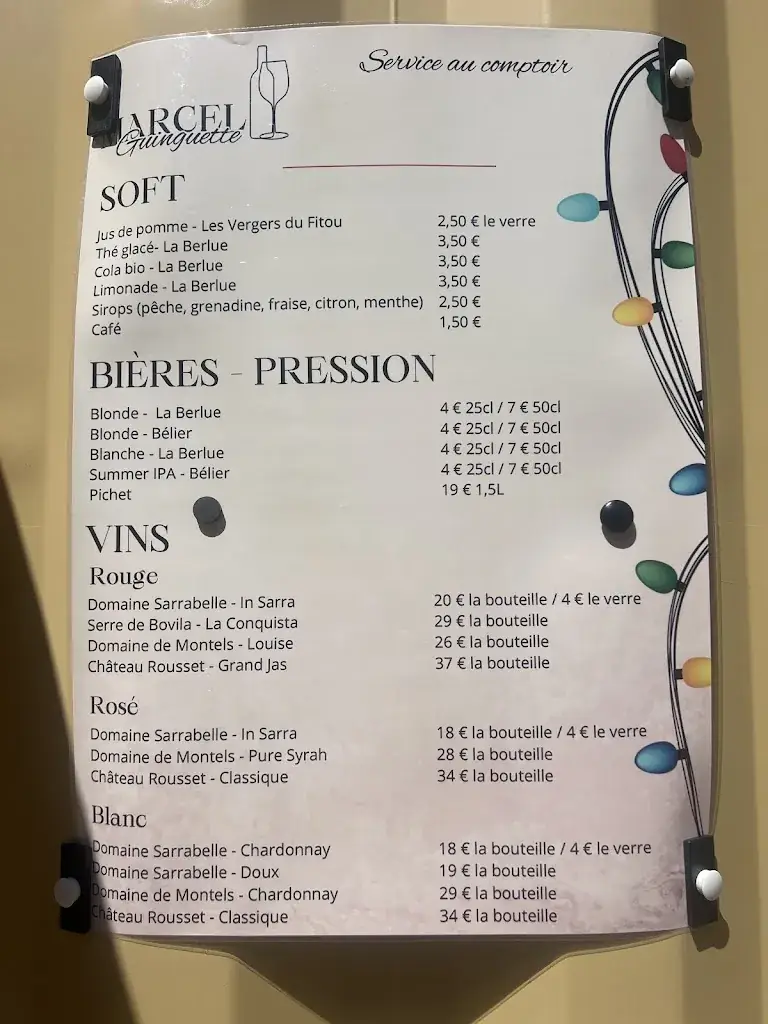 Service au comptoir
MARCEL
Guinguette
SOFT
Jus de pomme - Les Vergers du Fitou 2,50 € le verre
Thé glacé- La Berlue 3,50 €
Cola bio - La Berlue 3,50 €
Limonade - La Berlue 3,50 €
Sirops (pêche, grenadine, fraise, citron, menthe) 2,50 €
Café 1,50 €
BIÈRES - PRESSION
Blonde - La Berlue 4 € 25cl / 7 € 50cl
Blonde - Bélier 4 € 25cl / 7 € 50cl
Blanche - La Berlue 4 € 25cl / 7 € 50cl
Summer IPA - Bélier 4 € 25cl / 7 € 50cl
Pichet 19 € 1,5L
VINS
Rouge
Domaine Sarrabelle - In Sarra 20 € la bouteille / 4 € le verre
Serre de Bovila - La Conquista 29 € la bouteille
Domaine de Montels - Louise 26 € la bouteille
Château Rousset - Grand Jas 37 € la bouteille
Rosé
Domaine Sarrabelle - In Sarra 18 € la bouteille / 4 € le verre
Domaine de Montels - Pure Syrah 28 € la bouteille
Château Rousset - Classique 34 € la bouteille
Blanc
Domaine Sarrabelle - Chardonnay 18 € la bouteille / 4 € le verre
Domaine Sarrabelle - Doux 19 € la bouteille
Domaine de Montels - Chardonnay 29 € la bouteille
Château Rousset - Classique 34 € la bouteille